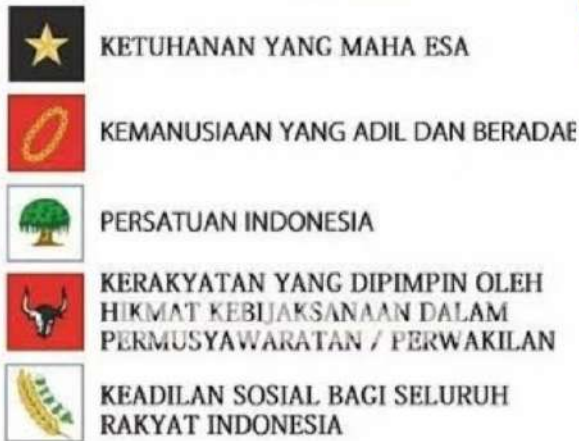 KETUHANAN YANG MAHA ESA
KEMANUSIAAN YANG ADIL DAN BERADAB
PERSATUAN INDONESIA
KERAKYATAN YANG DIPIMPIN OLEH
HIKMAT KEBIJAKSANAAN DALAM
PERMUSYAWARATAN / PERWAKILAN
KEADILAN SOSIAL BAGI SELURUH
RAKYAT INDONESIA